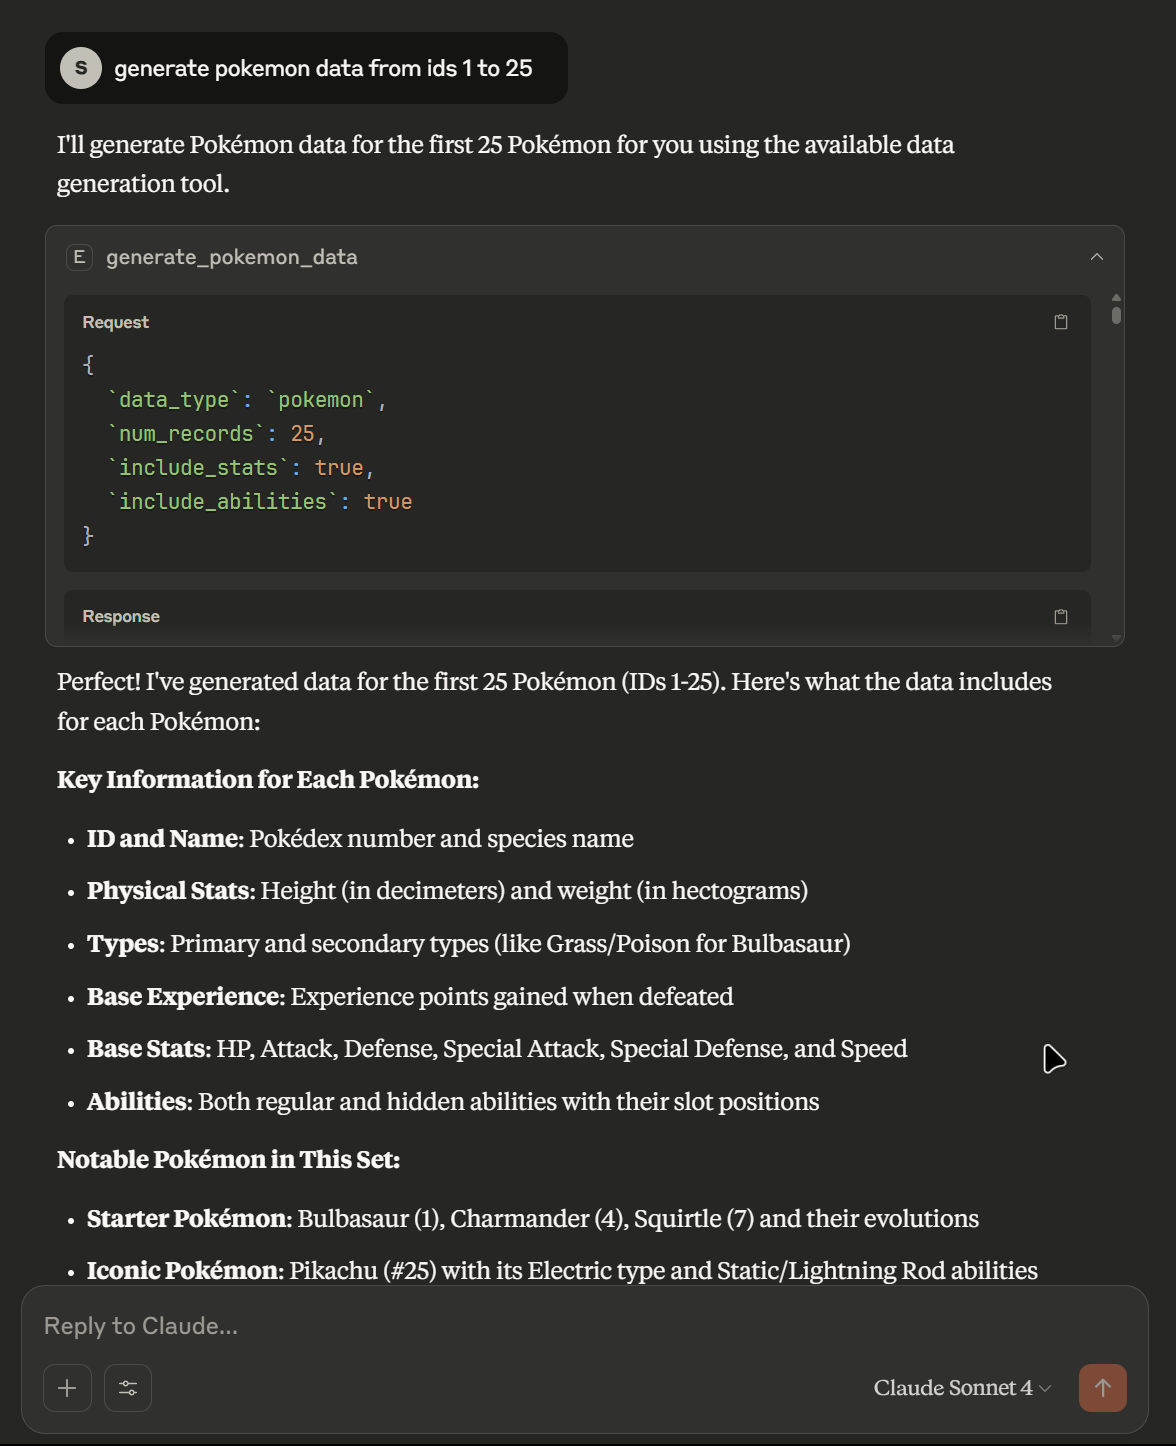 S
generate pokemon data from ids 1 to 25
I'll generate Pokémon data for the first 25 Pokémon for you using the available data
generation tool.
E
generate_pokemon_data
Request
{
`data_type`: `pokemon`,
`num_records`: 25,
`include_stats`: true,
`include_abilities`: true
}
Response
Perfect! I've generated data for the first 25 Pokémon (IDs 1-25). Here's what the data includes
for each Pokémon:
Key Information for Each Pokémon:
• ID and Name: Pokédex number and species name
• Physical Stats: Height (in decimeters) and weight (in hectograms)
• Types: Primary and secondary types (like Grass/Poison for Bulbasaur)
• Base Experience: Experience points gained when defeated
• Base Stats: HP, Attack, Defense, Special Attack, Special Defense, and Speed
• Abilities: Both regular and hidden abilities with their slot positions
Notable Pokémon in This Set:
• Starter Pokémon: Bulbasaur (1), Charmander (4), Squirtle (7) and their evolutions
• Iconic Pokémon: Pikachu (#25) with its Electric type and Static/Lightning Rod abilities
Reply to Claude...
Claude Sonnet 4